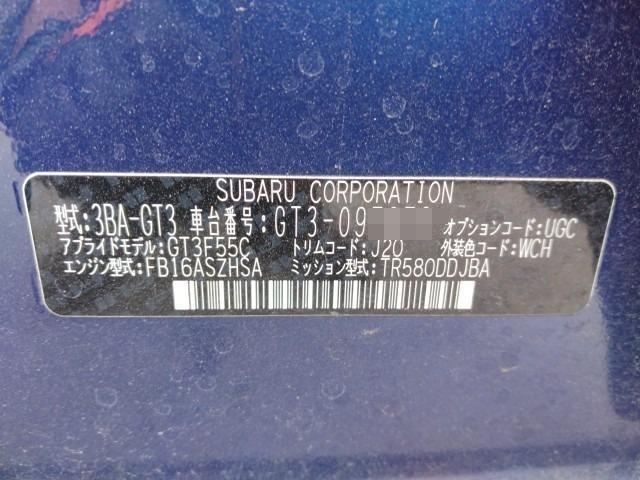 SUBARU CORPORATION
型式:3BA-GT3 車台番号:GT3-09 オプションコード:UGC
アプライドモデル:GT3F55C トリムコード:J20 外装色コード:WCH
エンジン型式:FB16ASZHSA ミッション型式:TR580DDJBA